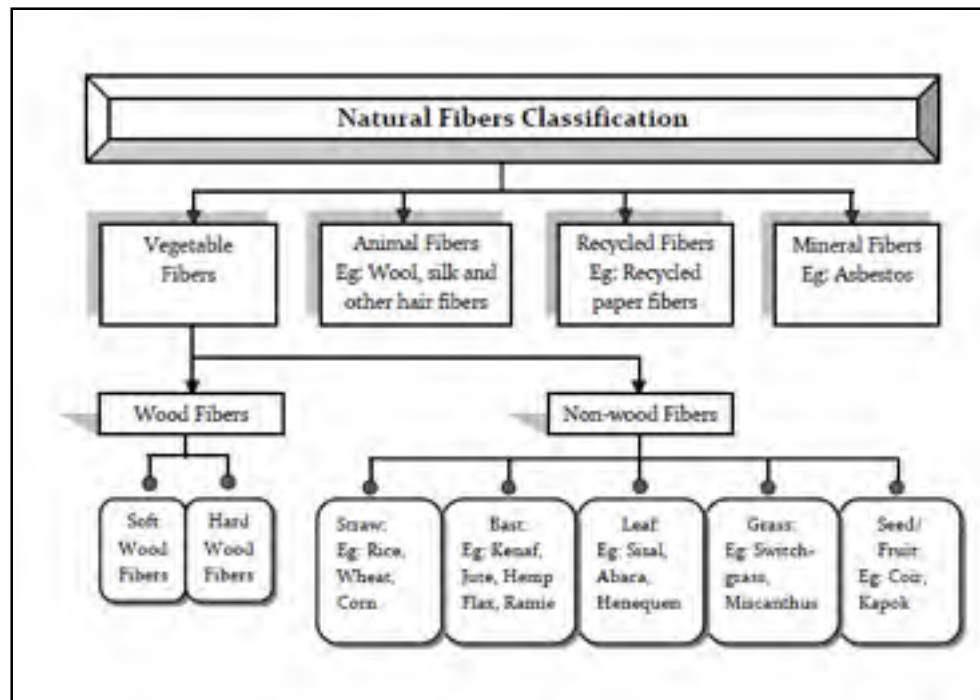 Natural Fibers Classification
Vegetable
Fibers
Animal Fibers
Eg: Wool, silk and
other hair fibers
Recycled Fibers
Eg: Recycled
paper fibers
Mineral Fibers
Eg: Asbestos
Wood Fibers
Non-wood Fibers
Soft
Wood
Fibers
Hard
Wood
Fibers
Straw:
Eg: Rice,
Wheat,
Corn
Bast:
Eg: Kenaf,
Jute, Hemp
Flax, Ramie
Leaf:
Eg: Sisal,
Abaca,
Henequen
Grass:
Eg: Switch-
grass,
Miscanthus
Seed/
Fruit:
Eg: Coir,
Kapok